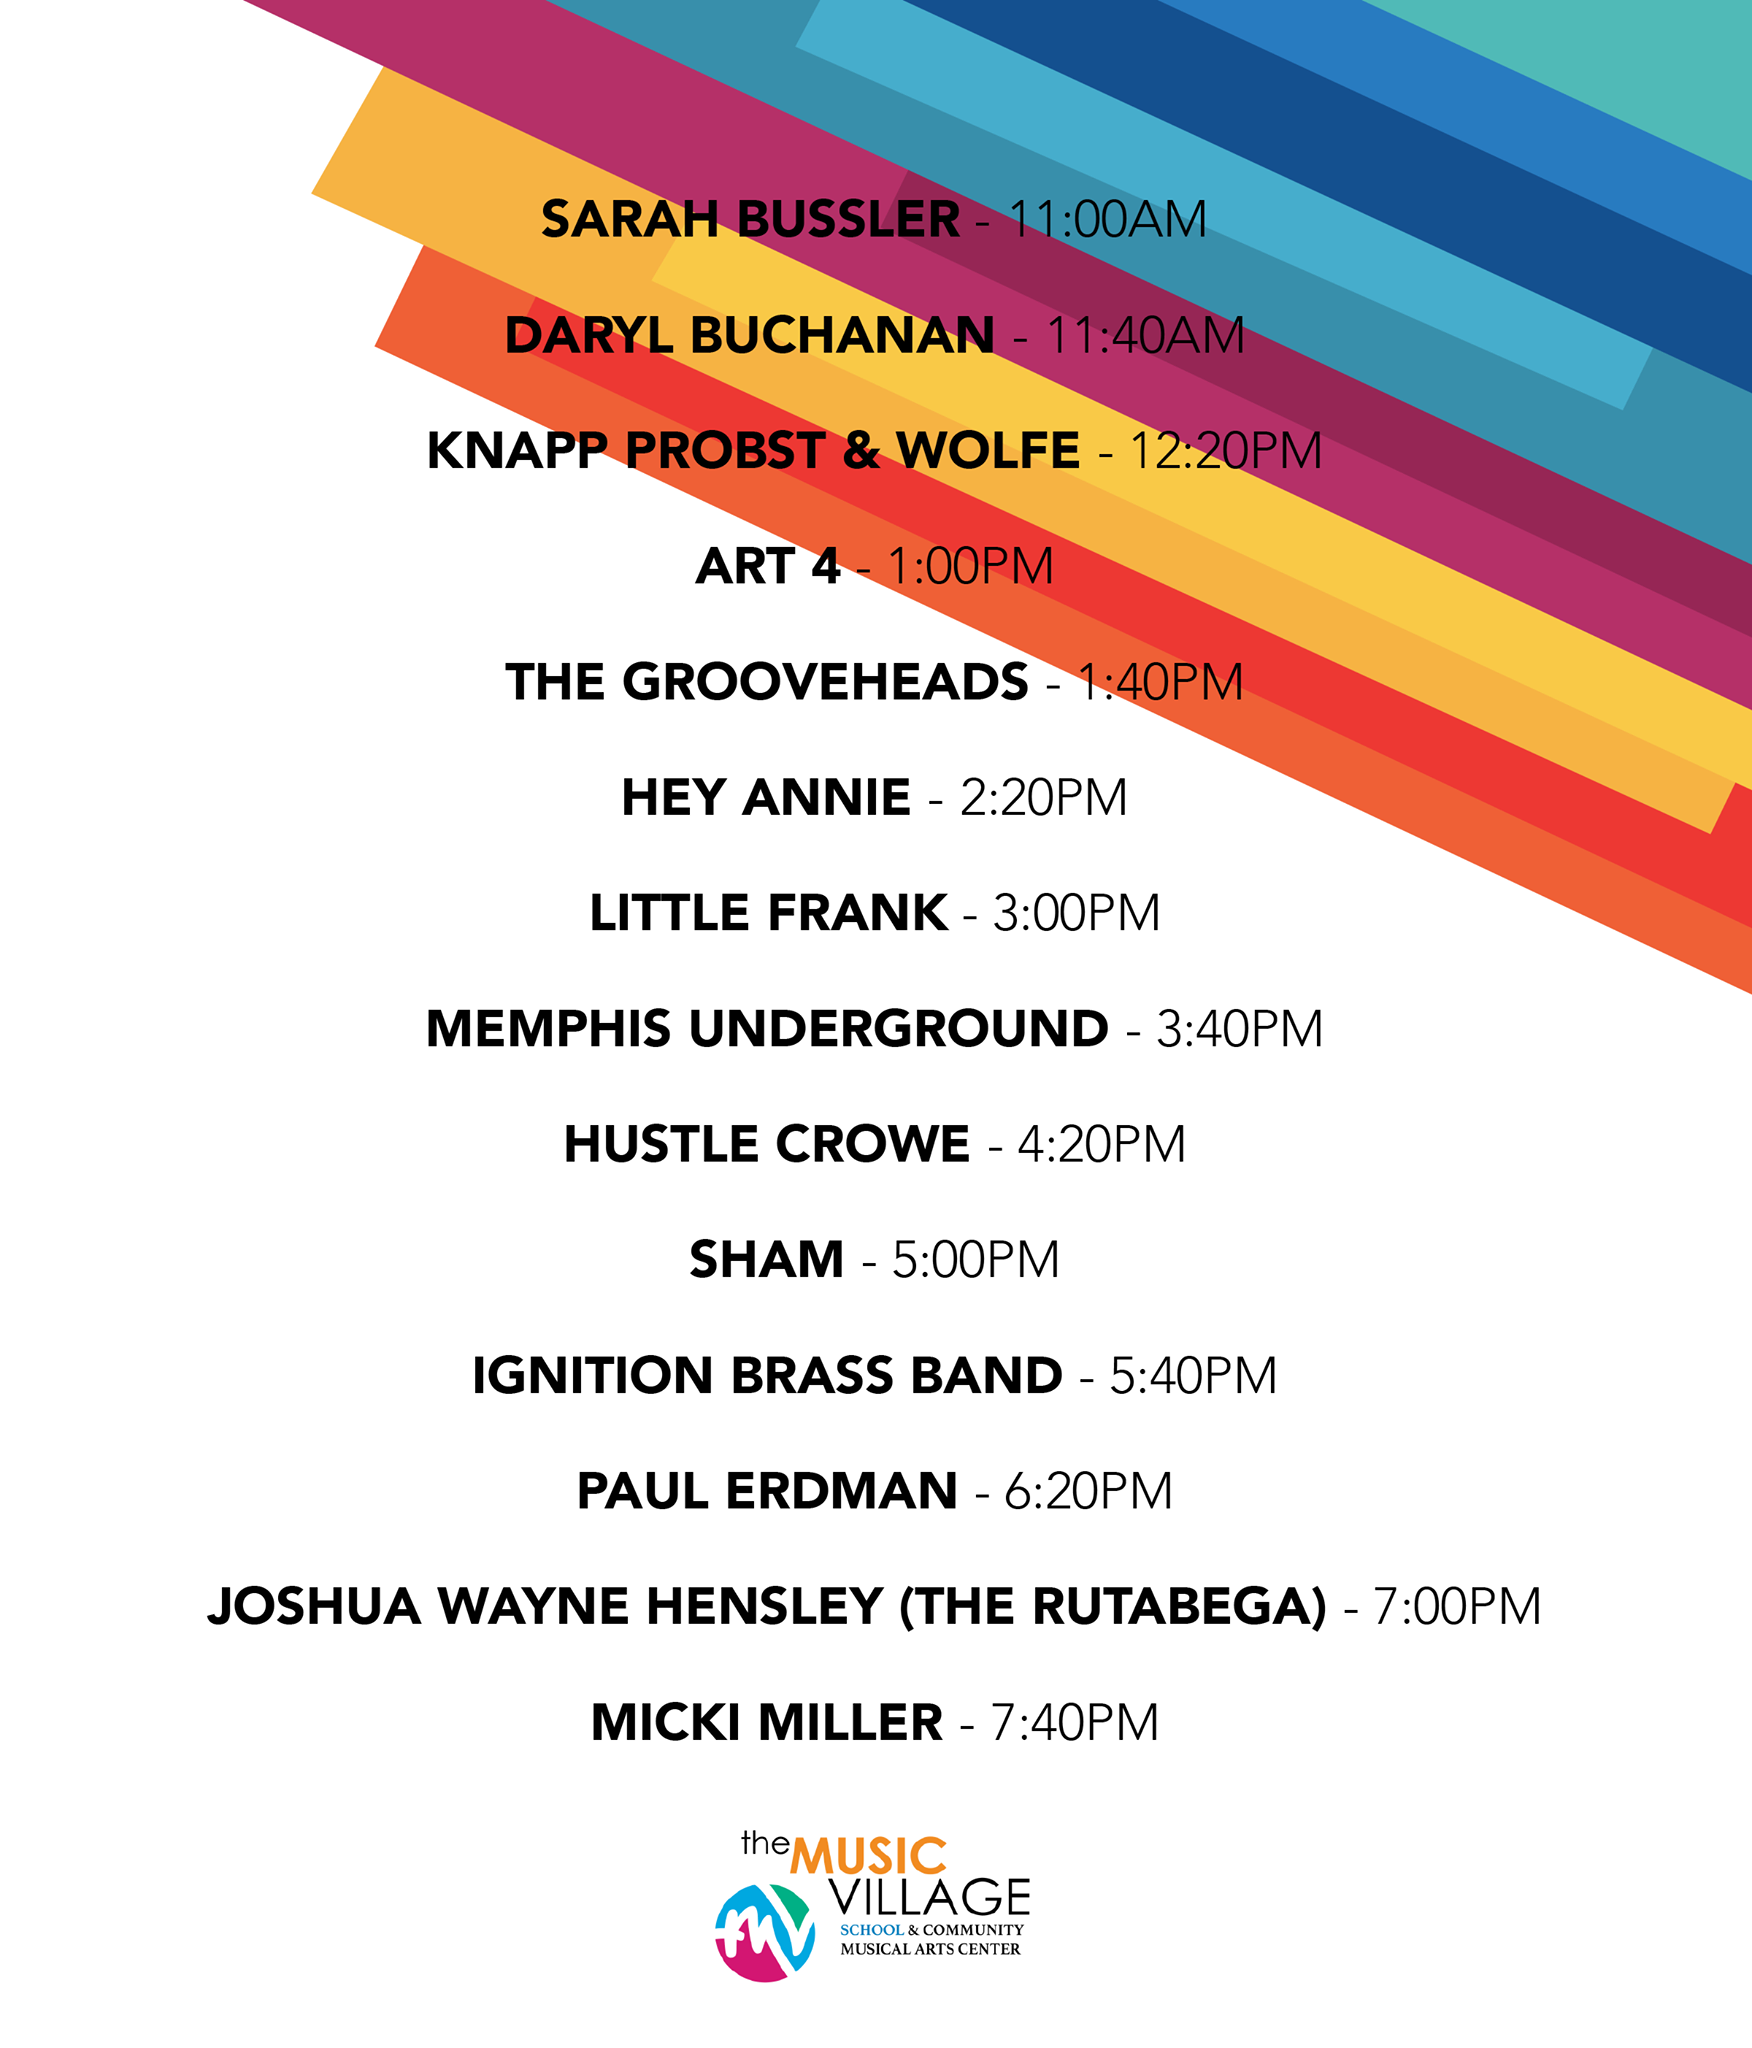 SARAH BUSSLER - 11:00AM
DARYL BUCHANAN - 11:40AM
KNAPP PROBST & WOLFE - 12:20PM
ART 4 - 1:00PM
THE GROOVEHEADS - 1:40PM
HEY ANNIE - 2:20PM
LITTLE FRANK - 3:00PM
MEMPHIS UNDERGROUND - 3:40PM
HUSTLE CROWE - 4:20PM
SHAM - 5:00PM
IGNITION BRASS BAND - 5:40PM
PAUL ERDMAN - 6:20PM
JOSHUA WAYNE HENSLEY (THE RUTABEGA) - 7:00PM
MICKI MILLER - 7:40PM
the MUSIC
VILLAGE
SCHOOL & COMMUNITY
MUSICAL ARTS CENTER
mv